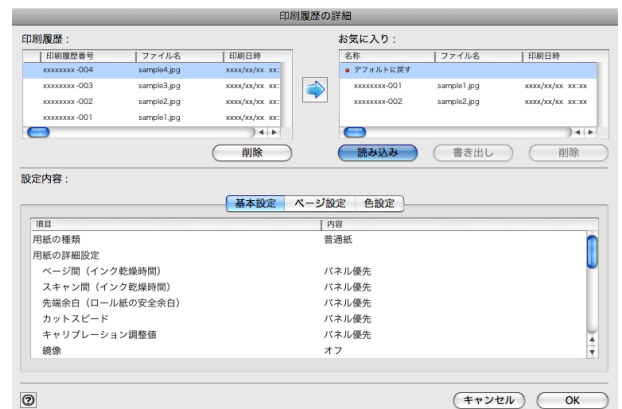 印刷履歴の詳細
印刷履歴：
印刷履歴番号 ファイル名 印刷日時
xxxxxxxx -004 sample4.jpg xxxx/xx/xx xx:
xxxxxxxx -003 sample3.jpg xxxx/xx/xx xx:
xxxxxxxx -002 sample2.jpg xxxx/xx/xx xx:
xxxxxxxx -001 sample1.jpg xxxx/xx/xx xx:
削除
お気に入り：
名称 ファイル名 印刷日時
デフォルトに戻す
xxxxxxxx-001 sample1.jpg xxxx/xx/xx xx:xx
xxxxxxxx-002 sample2.jpg xxxx/xx/xx xx:xx
読み込み 書き出し 削除
設定内容：
基本設定 ページ設定 色設定
項目 内容
用紙の種類 普通紙
用紙の詳細設定
ページ間（インク乾燥時間） パネル優先
スキャン間（インク乾燥時間） パネル優先
先端余白（ロール紙の安全余白） パネル優先
カットスピード パネル優先
キャリブレーション調整値 パネル優先
鏡像 オフ
? キャンセル OK